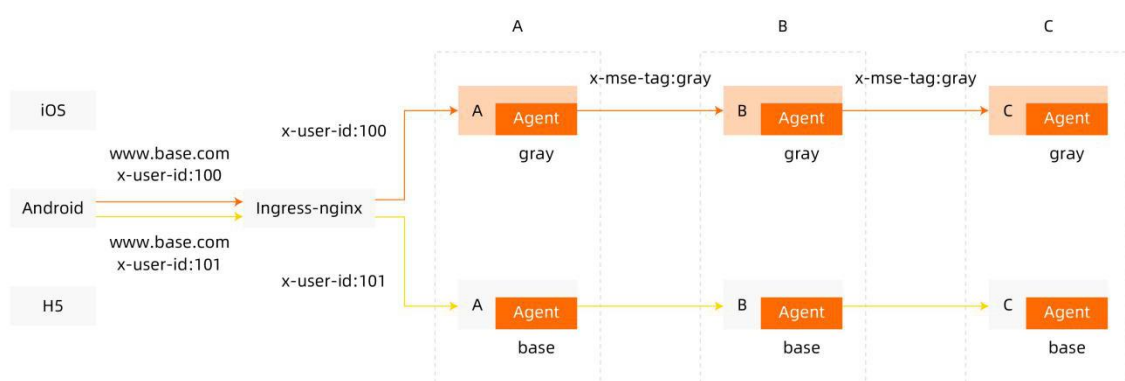 A
B
C
iOS
www.base.com
x-user-id:100
Android
www.base.com
x-user-id:101
H5
Ingress-nginx
x-user-id:100
x-user-id:101
A
Agent
gray
x-mse-tag:gray
B
Agent
gray
x-mse-tag:gray
C
Agent
gray
A
Agent
base
B
Agent
base
C
Agent
base